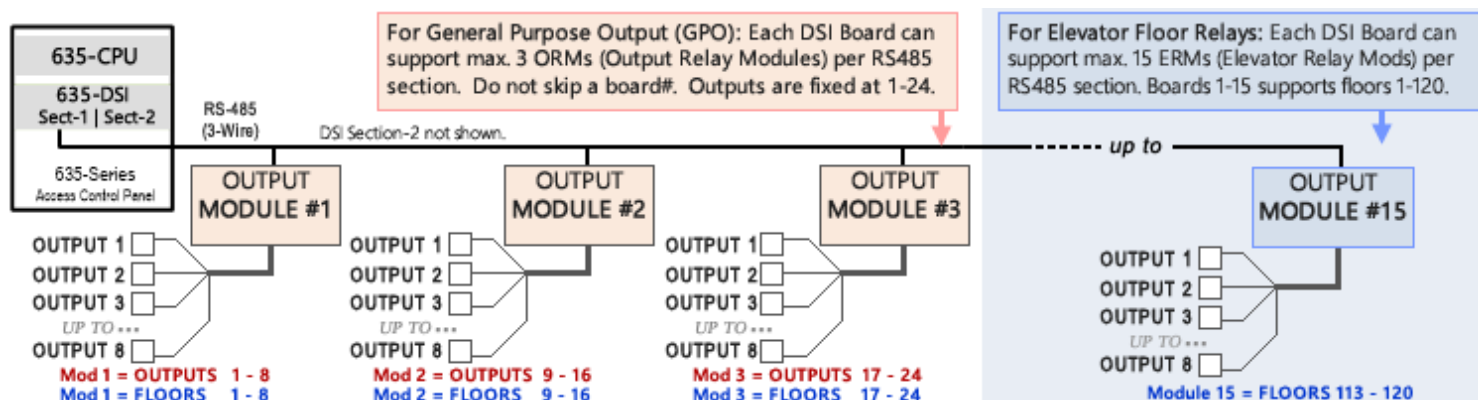 635-CPU
635-DSI
Sect-1 | Sect-2
635-Series
Access Control Panel
RS-485
(3-Wire)
DSI Section-2 not shown.
For General Purpose Output (GPO): Each DSI Board can
support max. 3 ORMs (Output Relay Modules) per RS485
section. Do not skip a board#. Outputs are fixed at 1-24.
For Elevator Floor Relays: Each DSI Board can
support max. 15 ERMs (Elevator Relay Mods) per
RS485 section. Boards 1-15 supports floors 1-120.
up to
OUTPUT
MODULE #1
OUTPUT 1
OUTPUT 2
OUTPUT 3
UP TO •••
OUTPUT 8
Mod 1 = OUTPUTS 1 - 8
Mod 1 = FLOORS 1 - 8
OUTPUT
MODULE #2
OUTPUT 1
OUTPUT 2
OUTPUT 3
UP TO •••
OUTPUT 8
Mod 2 = OUTPUTS 9 - 16
Mod 2 = FLOORS 9 - 16
OUTPUT
MODULE #3
OUTPUT 1
OUTPUT 2
OUTPUT 3
UP TO •••
OUTPUT 8
Mod 3 = OUTPUTS 17 - 24
Mod 3 = FLOORS 17 - 24
OUTPUT
MODULE #15
OUTPUT 1
OUTPUT 2
OUTPUT 3
UP TO •••
OUTPUT 8
Module 15 = FLOORS 113 - 120